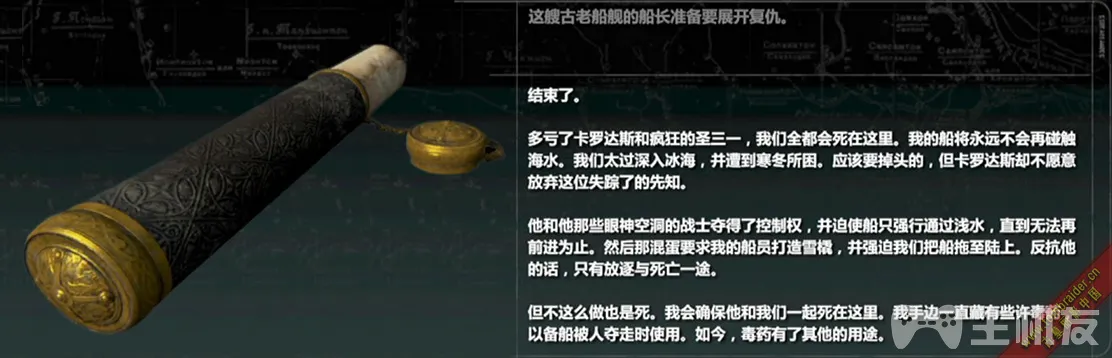 这艘古老船舰的船长准备要展开复仇。
结束了。
多亏了卡罗达斯和疯狂的圣三一，我们全都会死在这里。我的船将永远不会再碰触
海水。我们太过深入冰海，并遭到寒冬所困。应该要掉头的，但卡罗达斯却不愿意
放弃这位失踪了的先知。
他和他那些眼神空洞的战士夺得了控制权，并迫使船只强行通过浅水，直到无法再
前进为止。然后那混蛋要求我的船员打造雪橇，并强迫我们把船拖至陆上。反抗他
的话，只有放逐与死亡一途。
但不这么做也是死。我会确保他和我们一起死在这里。我手边一直藏有些许毒药
以备船被人夺走时使用。如今，毒药有了其他的用途。
主机友